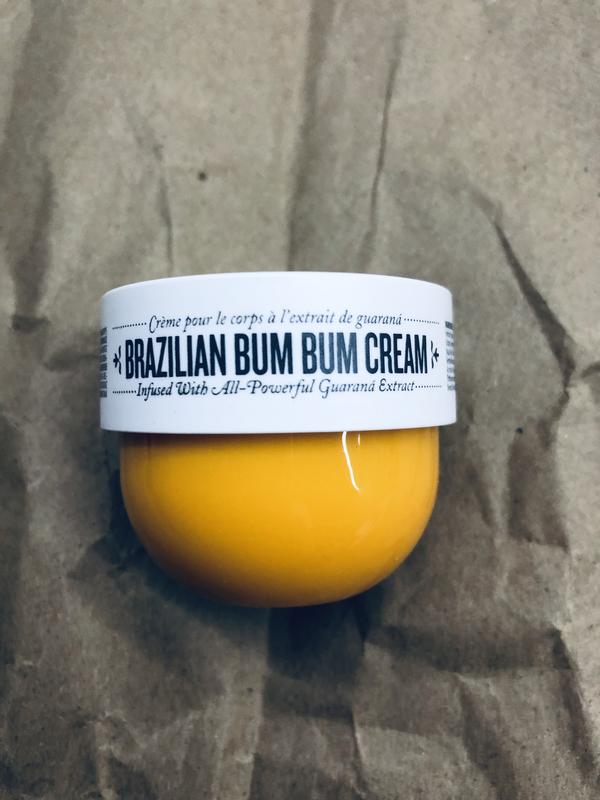 Crème pour le corps à l'extrait de guaraná
BRAZILIAN BUM BUM CREAM
Infused With All-Powerful Guaraná Extract